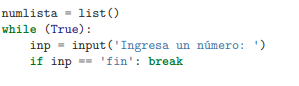 numlista = list()
while (True):
    inp = input('Ingresa un número: ')
    if inp == 'fin': break